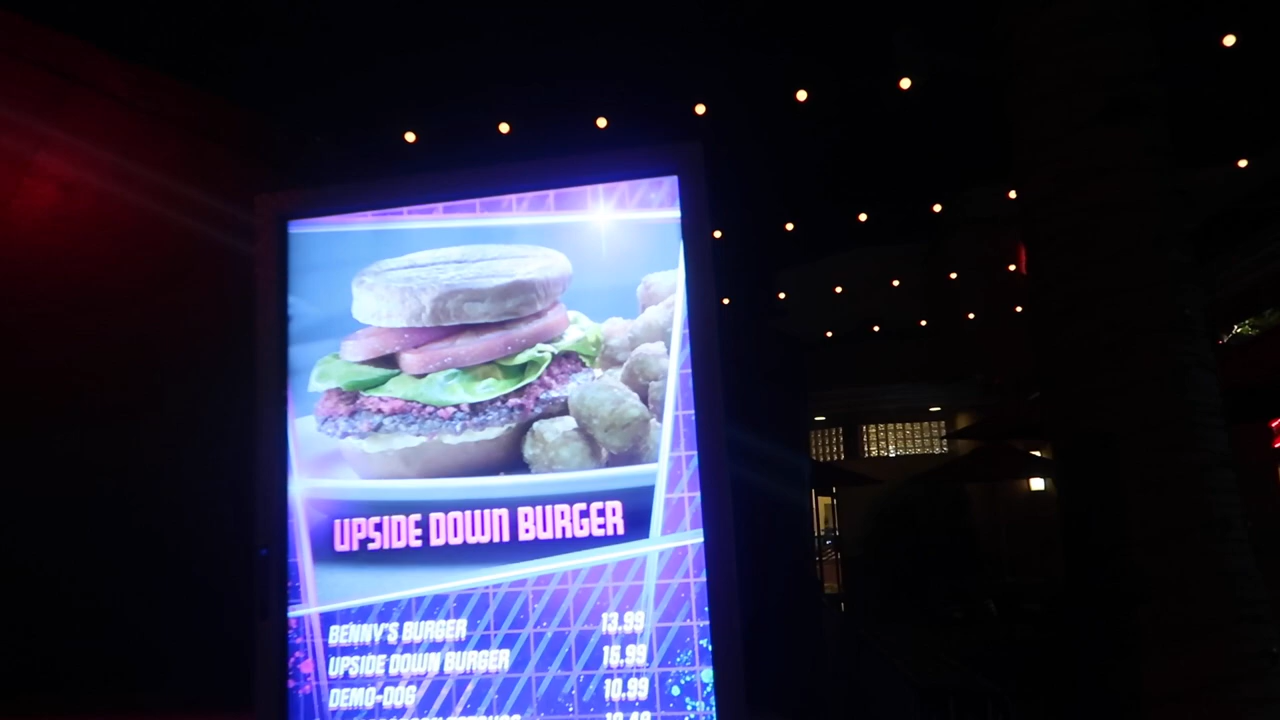 UPSIDE DOWN BURGER
BENNY'S BURGER 13.99
UPSIDE DOWN BURGER 15.99
DEMO-DOG 10.99